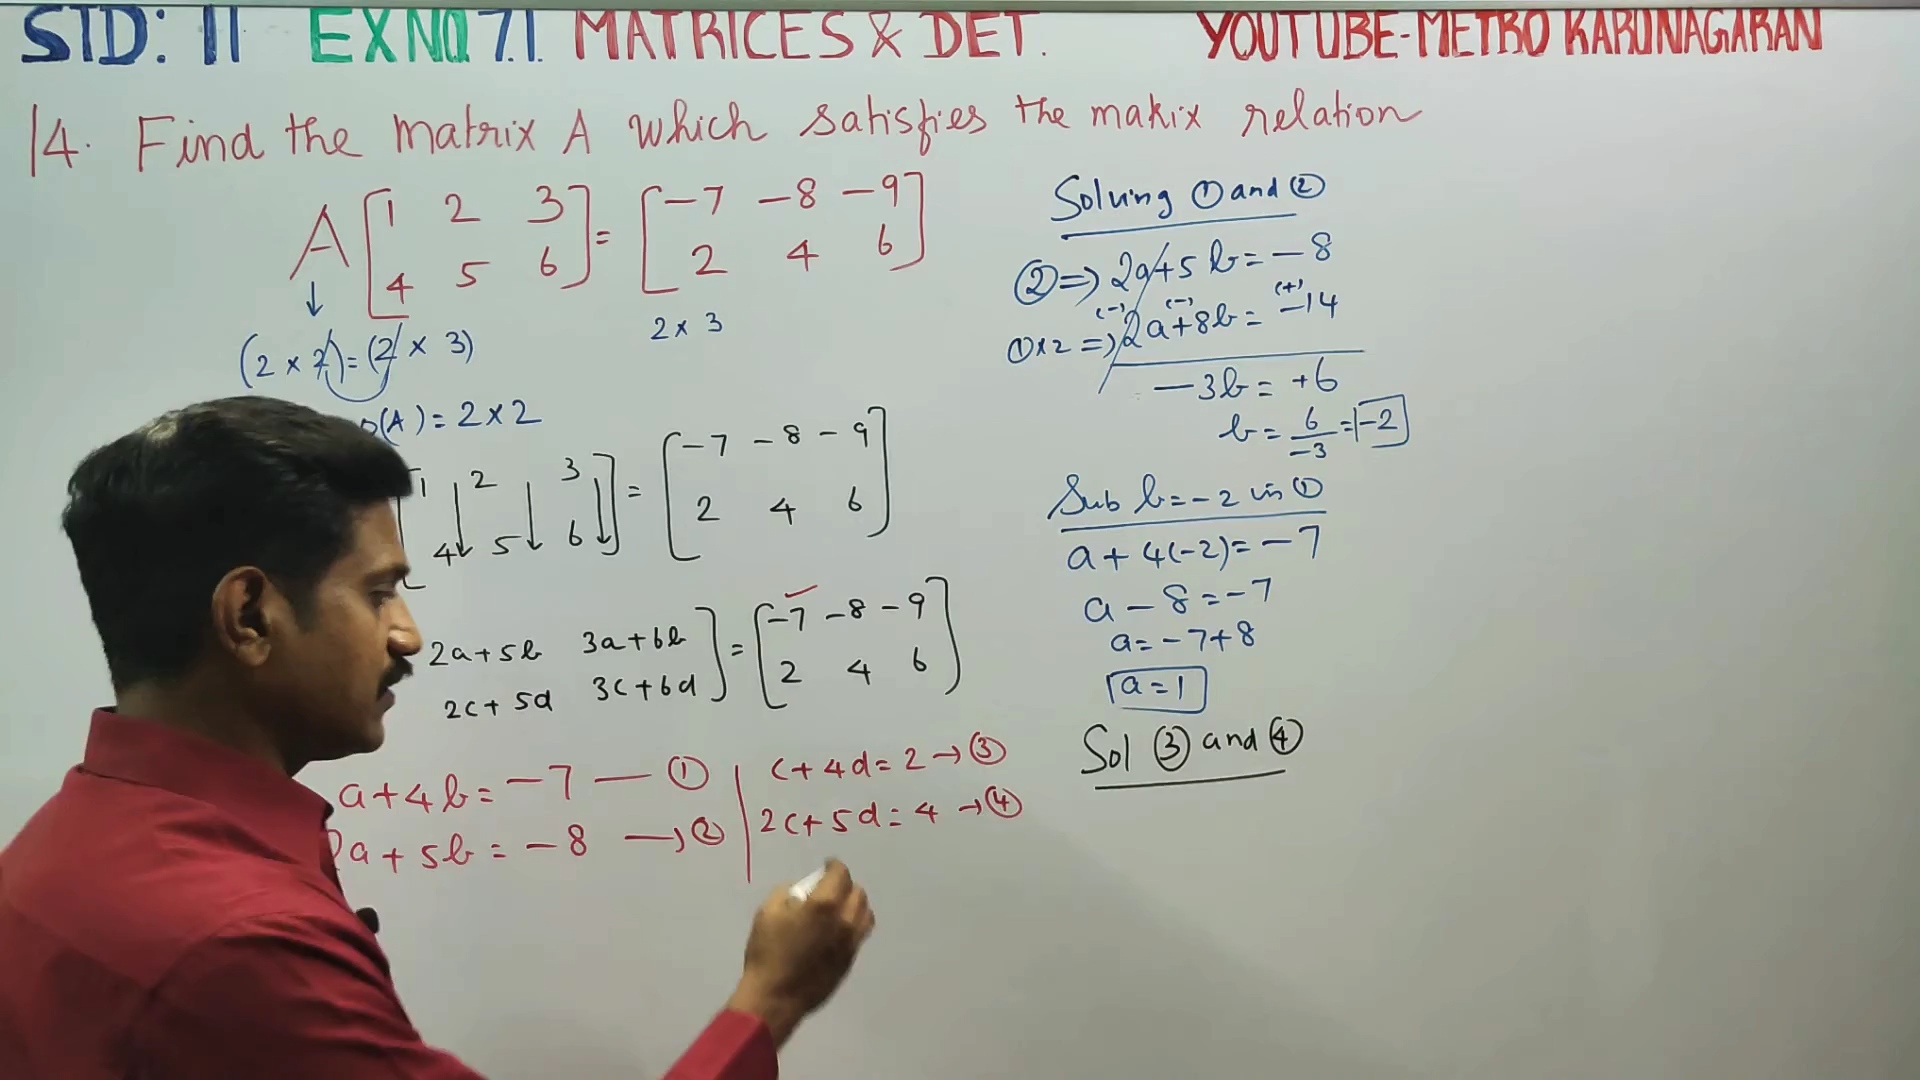 STD: 11 EX NO 7.1. MATRICES & DET. YOUTUBE-METRO KARUNAGARAN
14. Find the matrix A which satisfies the matrix relation
A [1 2 3] = [-7 -8 -9]
[4 5 6] [2 4 6]
2 × 3
(2 × 2) = (2 × 3)
(A) = 2 × 2
[1 2 3] = [-7 -8 -9]
[4 5 6] [2 4 6]
2a+5b 3a+6b] = [-7 -8 -9]
2c+5d 3c+6d] [2 4 6]
a+4b = -7 — ①
2a+5b = -8 → ②
c+4d = 2 → ③
2c+5d = 4 → ④
Solving ① and ②
② ⇒ 2a+5b = -8
(-) (-) (+)
①×2 ⇒ 2a+8b = -14
-3b = +6
b = 6/-3 = -2
Sub b = -2 in ①
a + 4(-2) = -7
a - 8 = -7
a = -7+8
a = 1
Sol ③ and ④